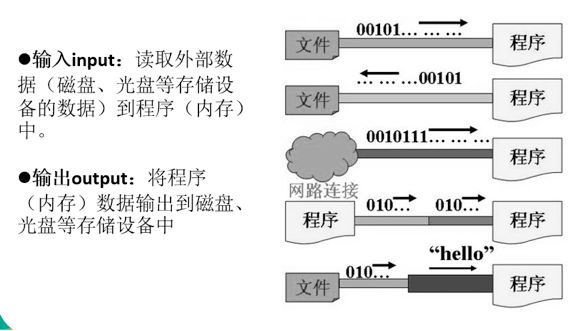 ●输入input：读取外部数
据（磁盘、光盘等存储设
备的数据）到程序（内存）
中。
●输出output：将程序
（内存）数据输出到磁盘、
光盘等存储设备中
00101… … …
文件
程序
… … …00101
文件
程序
0010111… … …
程序
网路连接
010… 010…
程序
程序
“hello”
010…
文件
程序